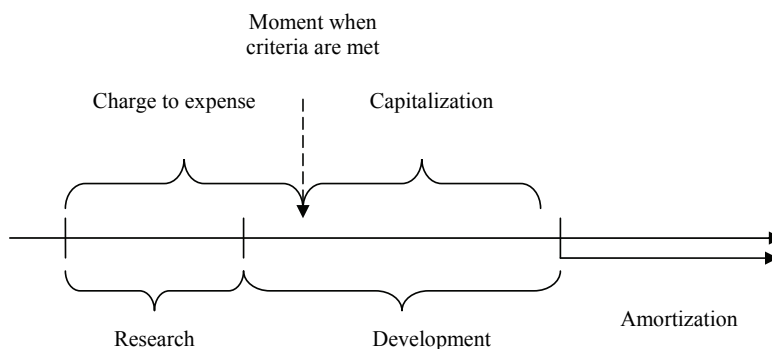 Moment when
criteria are met
Charge to expense
Capitalization
Amortization
Research
Development